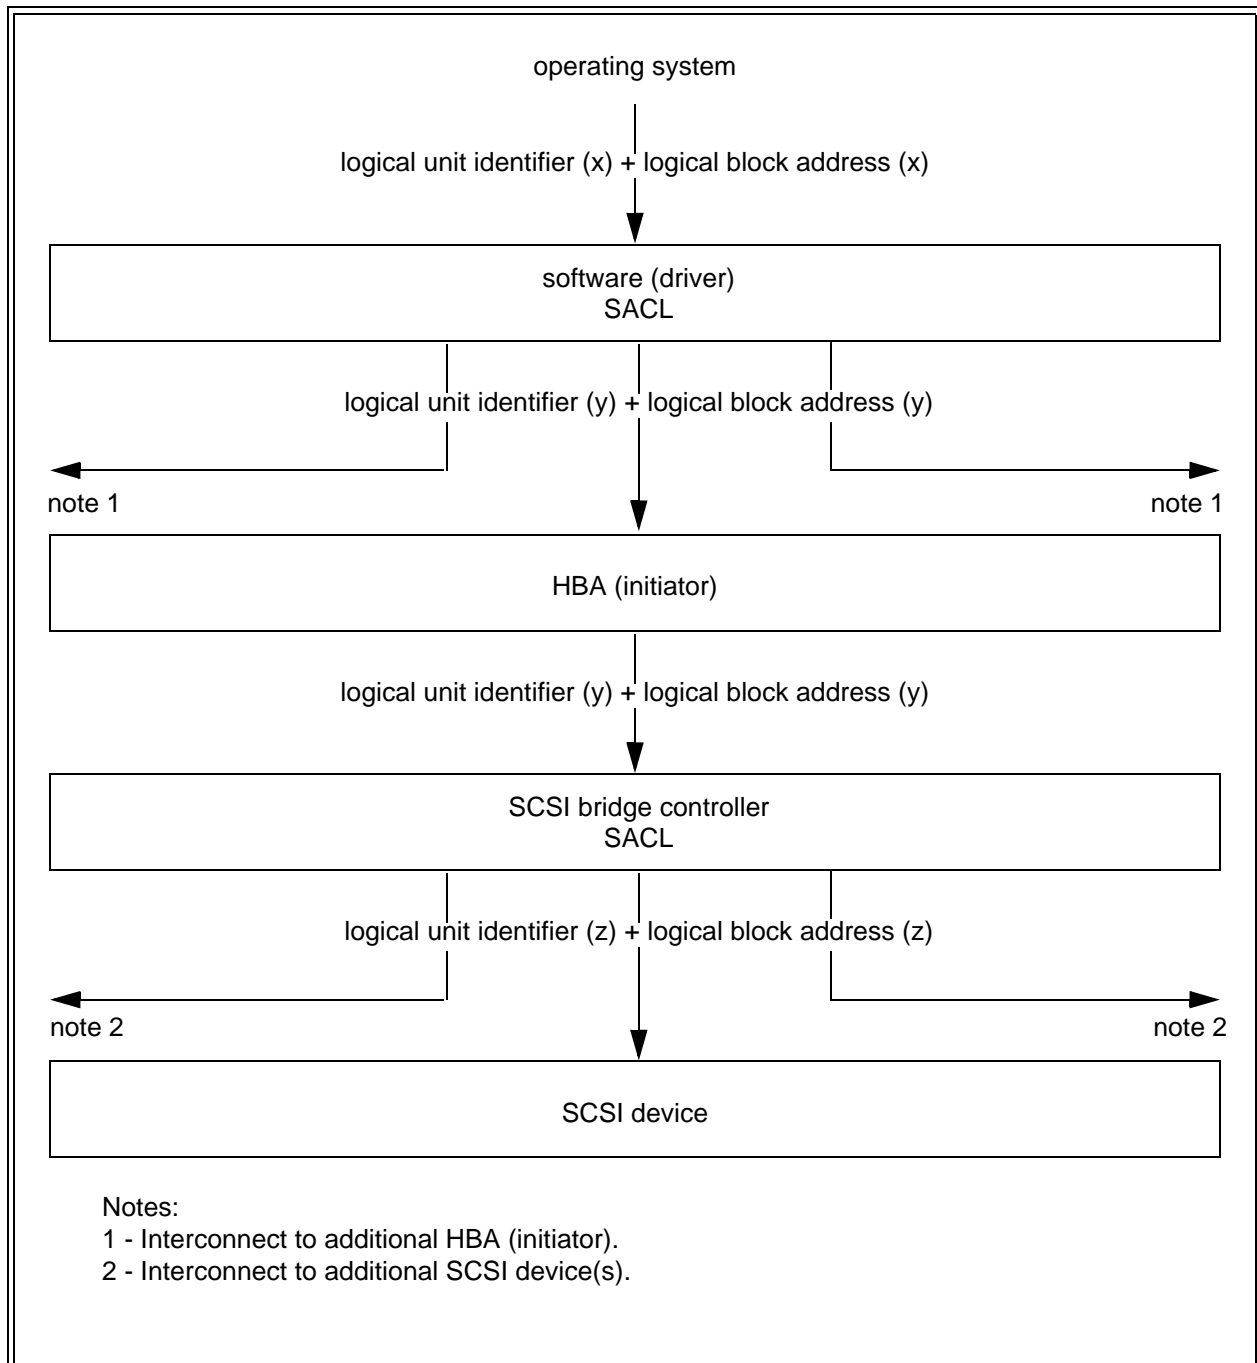 operating system
logical unit identifier (x) + logical block address (x)
software (driver)
SACL
logical unit identifier (y) + logical block address (y)
note 1
note 1
HBA (initiator)
logical unit identifier (y) + logical block address (y)
SCSI bridge controller
SACL
logical unit identifier (z) + logical block address (z)
note 2
note 2
SCSI device
Notes:
1 - Interconnect to additional HBA (initiator).
2 - Interconnect to additional SCSI device(s).